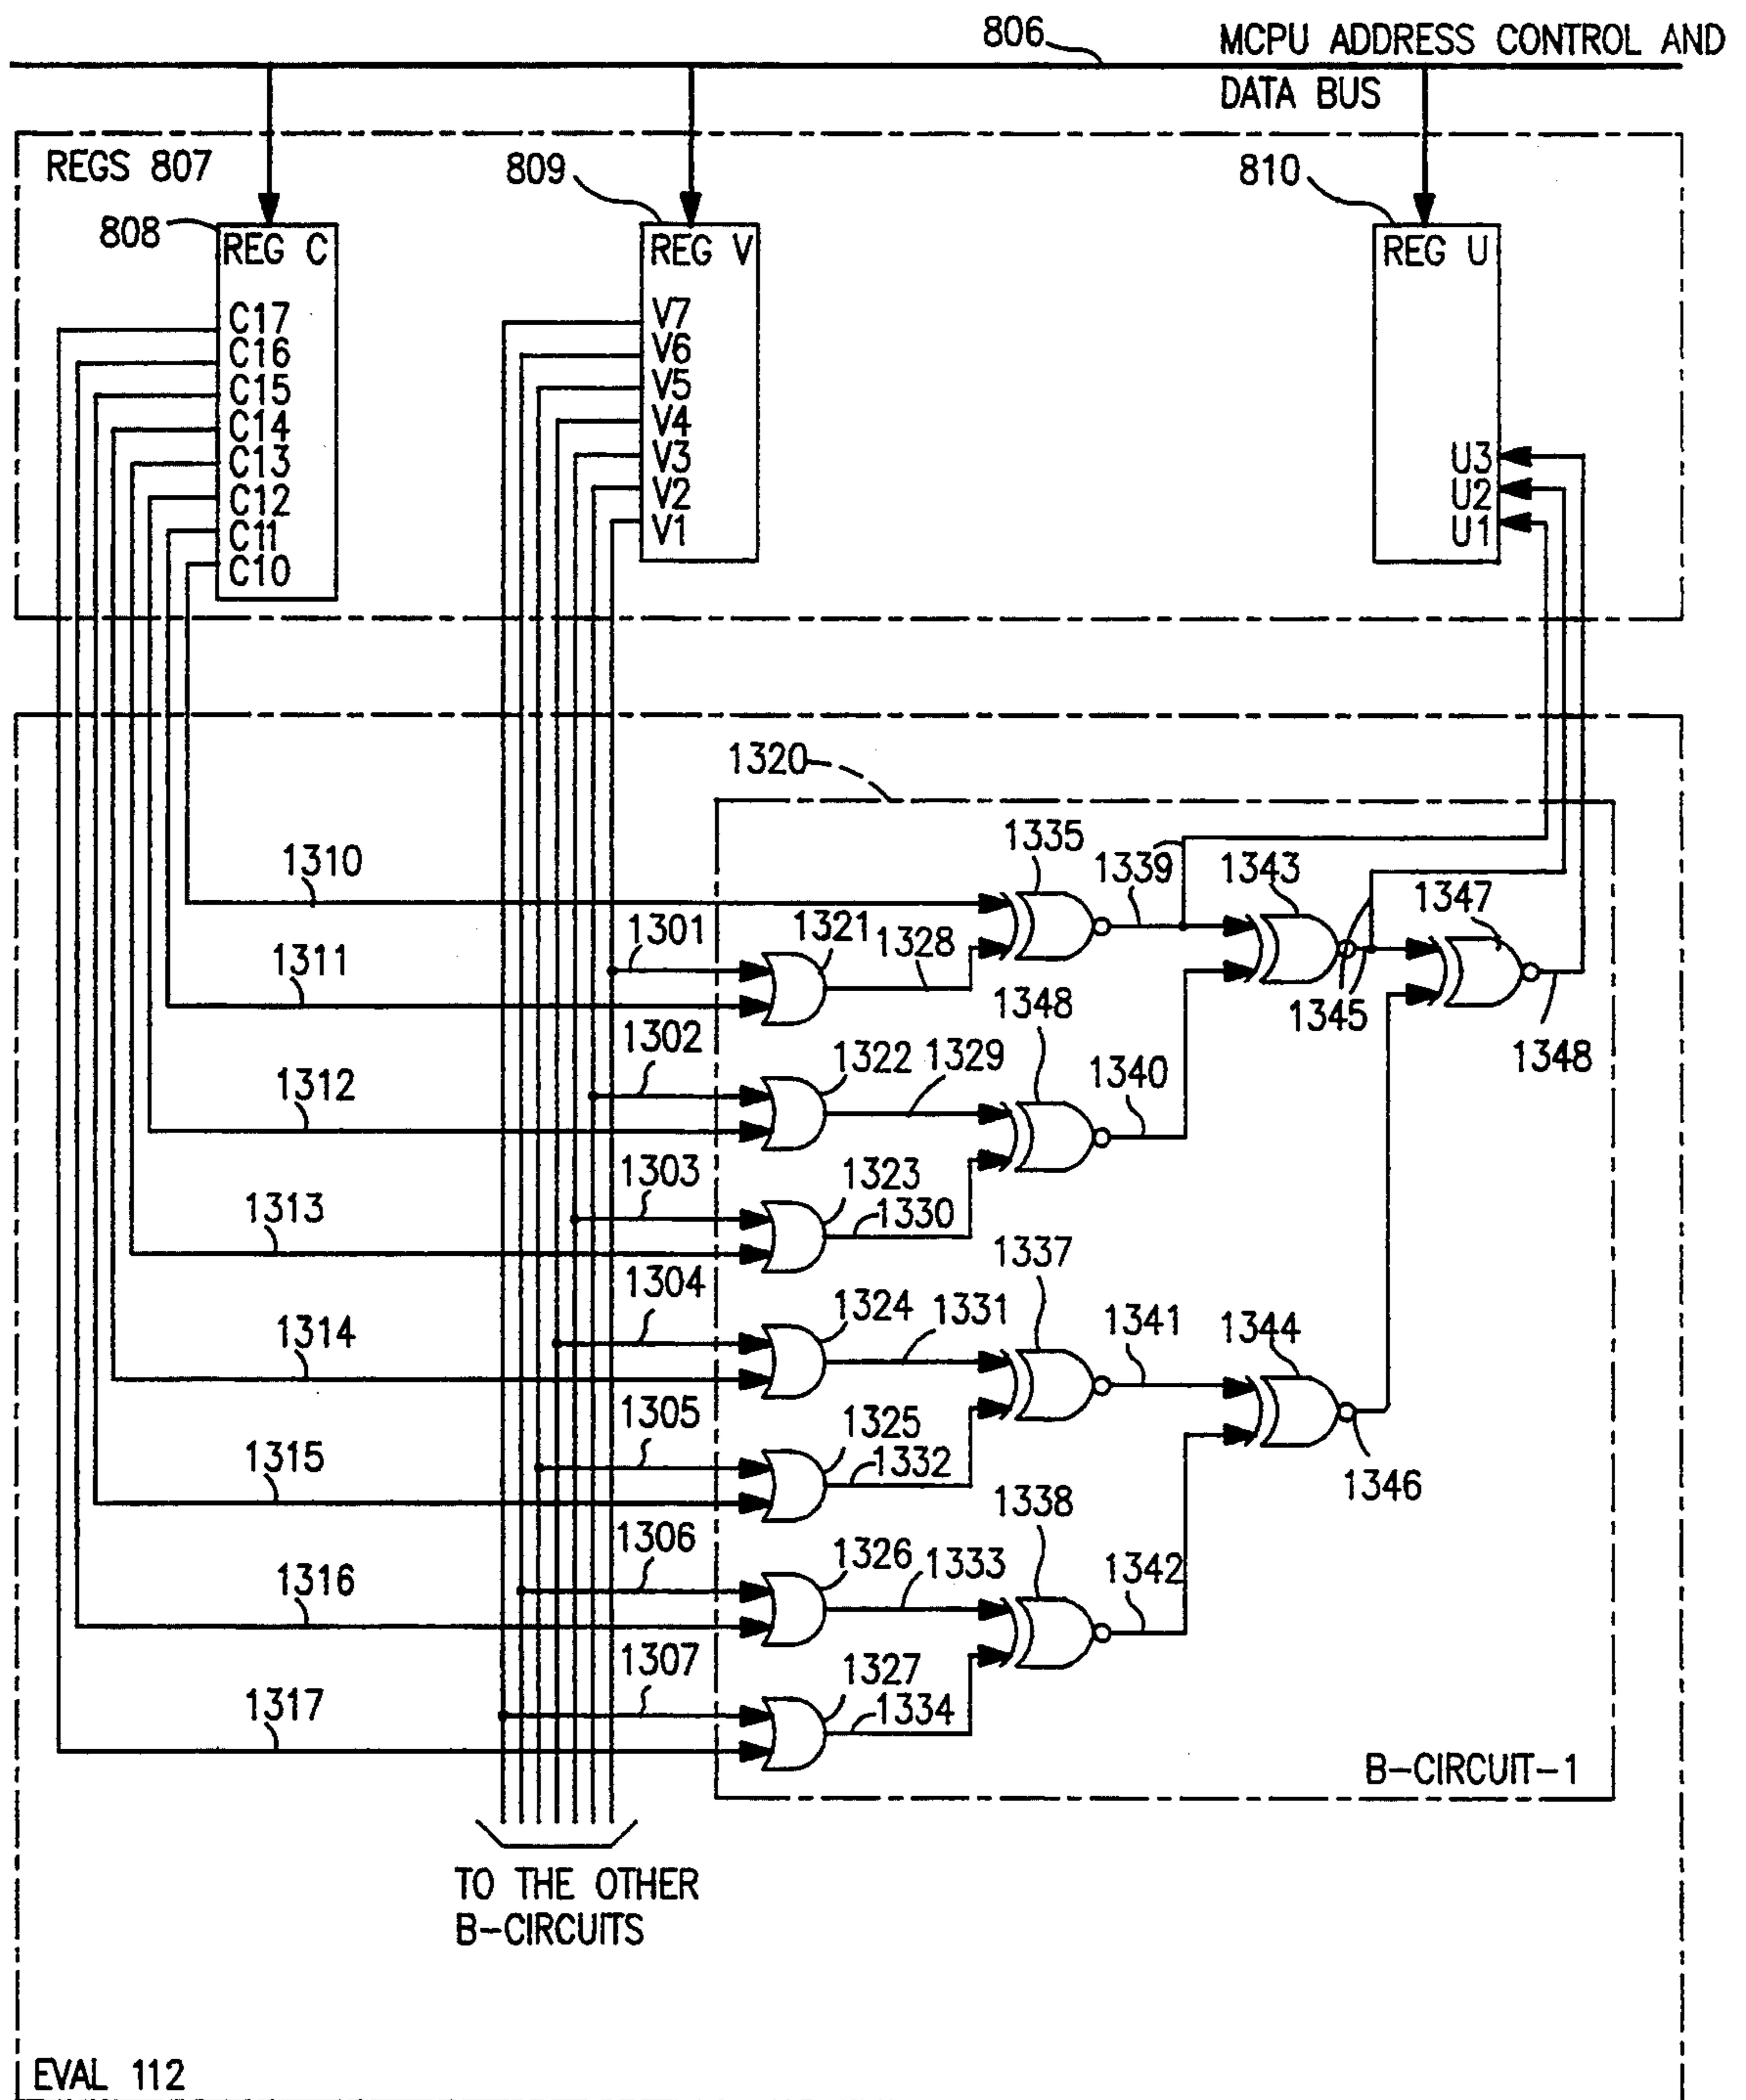 806
MCPU ADDRESS CONTROL AND
DATA BUS
REGS 807
808
809
810
REG C
C17
C16
C15
C14
C13
C12
C11
C10
REG V
V7
V6
V5
V4
V3
V2
V1
REG U
U3
U2
U1
1320
1310
1335
1339
1343
1347
1301
1321
1328
1311
1348
1345
1348
1302
1322
1329
1340
1312
1303
1323
1330
1313
1337
1304
1324
1331
1341
1344
1314
1305
1325
1332
1315
1346
1338
1306
1326
1333
1342
1316
1307
1327
1334
1317
B-CIRCUIT-1
TO THE OTHER
B-CIRCUITS
EVAL 112